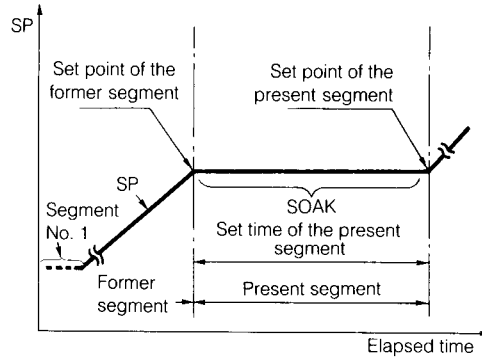 SP
Set point of the
former segment
Set point of the
present segment
SP
Segment
No. 1
SOAK
Set time of the present
segment
Former
segment
Present segment
Elapsed time